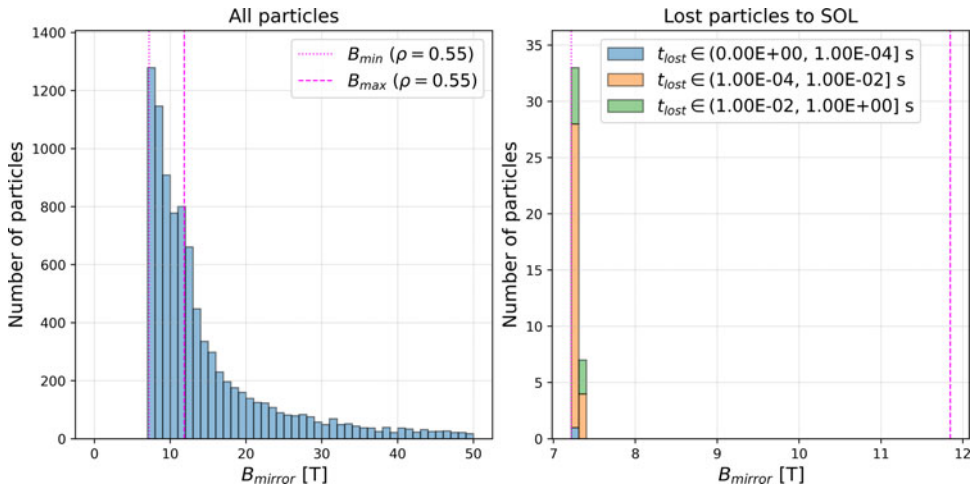 All particles
1400
1200
1000
800
600
400
200
0
Number of particles
B_min (ρ = 0.55)
B_max (ρ = 0.55)
0 10 20 30 40 50
B_mirror [T]
Lost particles to SOL
35
30
25
20
15
10
5
0
Number of particles
t_lost ∈ (0.00E+00, 1.00E-04] s
t_lost ∈ (1.00E-04, 1.00E-02] s
t_lost ∈ (1.00E-02, 1.00E+00] s
7 8 9 10 11 12
B_mirror [T]